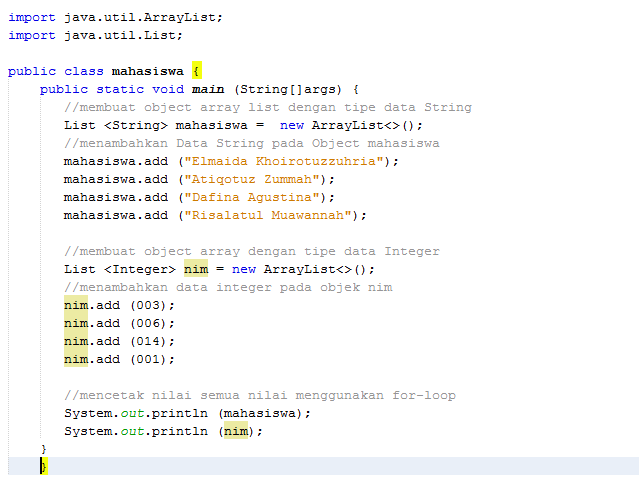 import java.util.ArrayList;
import java.util.List;
public class mahasiswa {
public static void main (String[]args) {
//membuat object array list dengan tipe data String
List <String> mahasiswa =  new ArrayList<>();
//menambahkan Data String pada Object mahasiswa
mahasiswa.add ("Elmaida Khoirotuzzuhria");
mahasiswa.add ("Atiqotuz Zummah");
mahasiswa.add ("Dafina Agustina");
mahasiswa.add ("Risalatul Muawannah");
//membuat object array dengan tipe data Integer
List <Integer> nim = new ArrayList<>();
//menambahkan data integer pada objek nim
nim.add (003);
nim.add (006);
nim.add (014);
nim.add (001);
//mencetak nilai semua nilai menggunakan for-loop
System.out.println (mahasiswa);
System.out.println (nim);
}
}